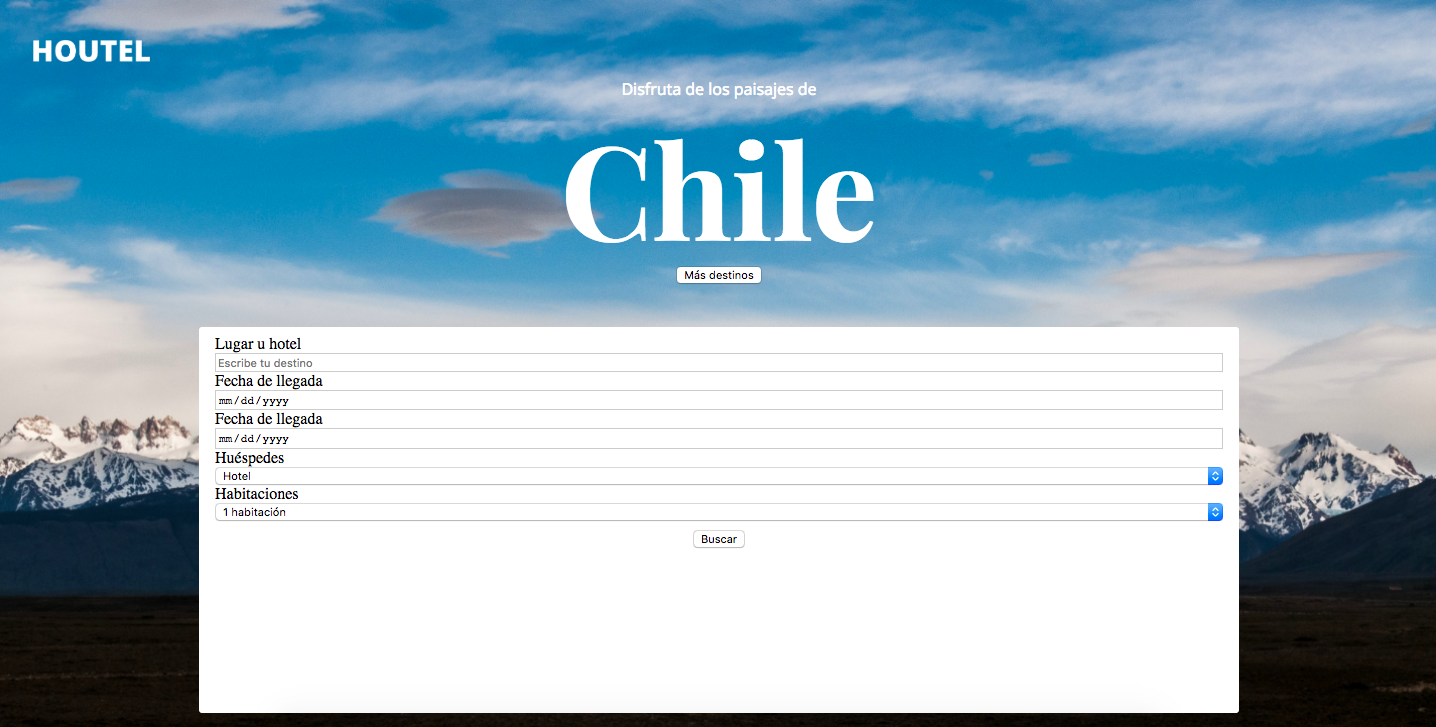 HOUTEL
Disfruta de los paisajes de
Chile
Más destinos
Lugar u hotel
Escribe tu destino
Fecha de llegada
mm/dd/yyyy
Fecha de llegada
mm/dd/yyyy
Huéspedes
Hotel
Habitaciones
1 habitación
Buscar